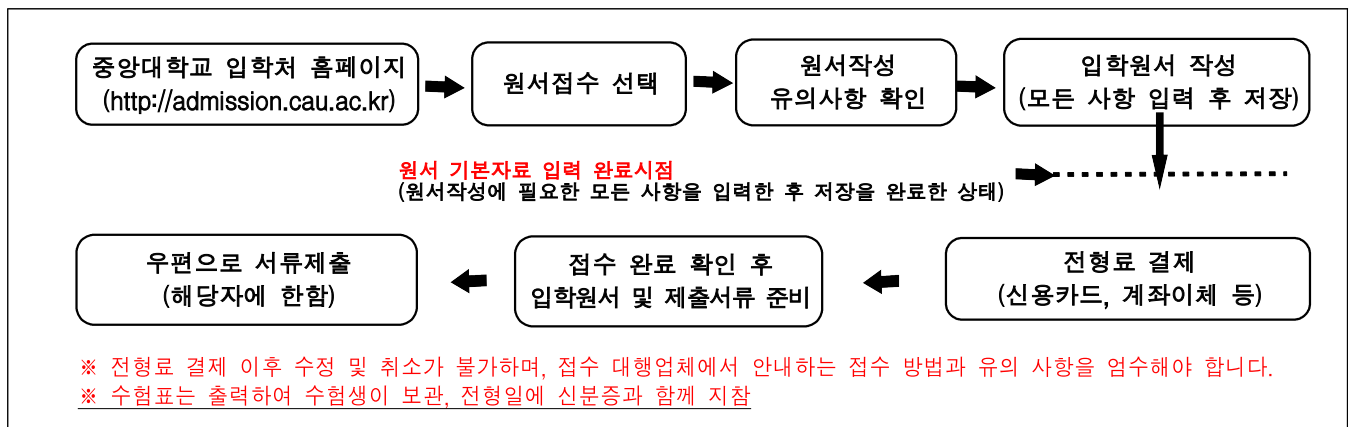 중앙대학교 입학처 홈페이지
(http://admission.cau.ac.kr)
원서접수 선택
원서작성
유의사항 확인
입학원서 작성
(모든 사항 입력 후 저장)
원서 기본자료 입력 완료시점
(원서작성에 필요한 모든 사항을 입력한 후 저장을 완료한 상태)
전형료 결제
(신용카드, 계좌이체 등)
접수 완료 확인 후
입학원서 및 제출서류 준비
우편으로 서류제출
(해당자에 한함)
※ 전형료 결제 이후 수정 및 취소가 불가하며, 접수 대행업체에서 안내하는 접수 방법과 유의 사항을 엄수해야 합니다.
※ 수험표는 출력하여 수험생이 보관, 전형일에 신분증과 함께 지참